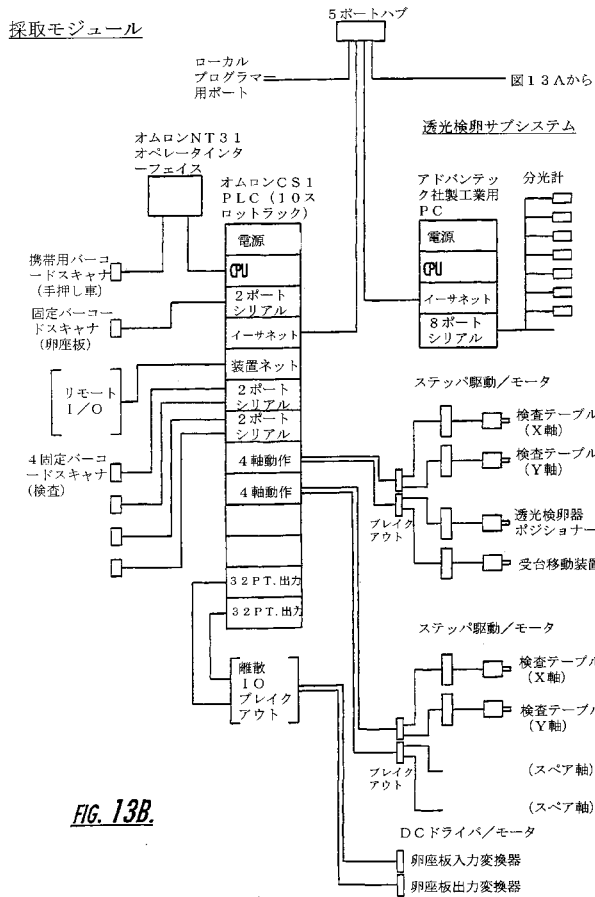 採取モジュール
5ポートハブ
ローカル
プログラマー
用ポート
図13Aから
透光検卵サブシステム
オムロンNT31
オペレータインタ
ーフェイス
オムロンCS1
PLC(10ス
ロットラック)
アドバンテッ
ク社製工業用
PC
分光計
電源
CPU
2ポート
シリアル
イーサネット
装置ネット
2ポート
シリアル
2ポート
シリアル
4軸動作
4軸動作
32PT.出力
32PT.出力
電源
CPU
イーサネット
8ポート
シリアル
携帯用バーコ
ードスキャナ
(手押し車)
固定バーコー
ドスキャナ
(卵座板)
リモート
I/O
4固定バーコ
ードスキャナ
(検査)
ステッパ駆動/モータ
検査テーブル
(X軸)
検査テーブル
(Y軸)
透光検卵器
ポジショナー
受台移動装置
ブレイク
アウト
ステッパ駆動/モータ
検査テーブル
(X軸)
検査テーブル
(Y軸)
(スペア軸)
(スペア軸)
ブレイク
アウト
離散
IO
ブレイク
アウト
DCドライバ/モータ
卵座板入力変換器
卵座板出力変換器
FIG. 13B.